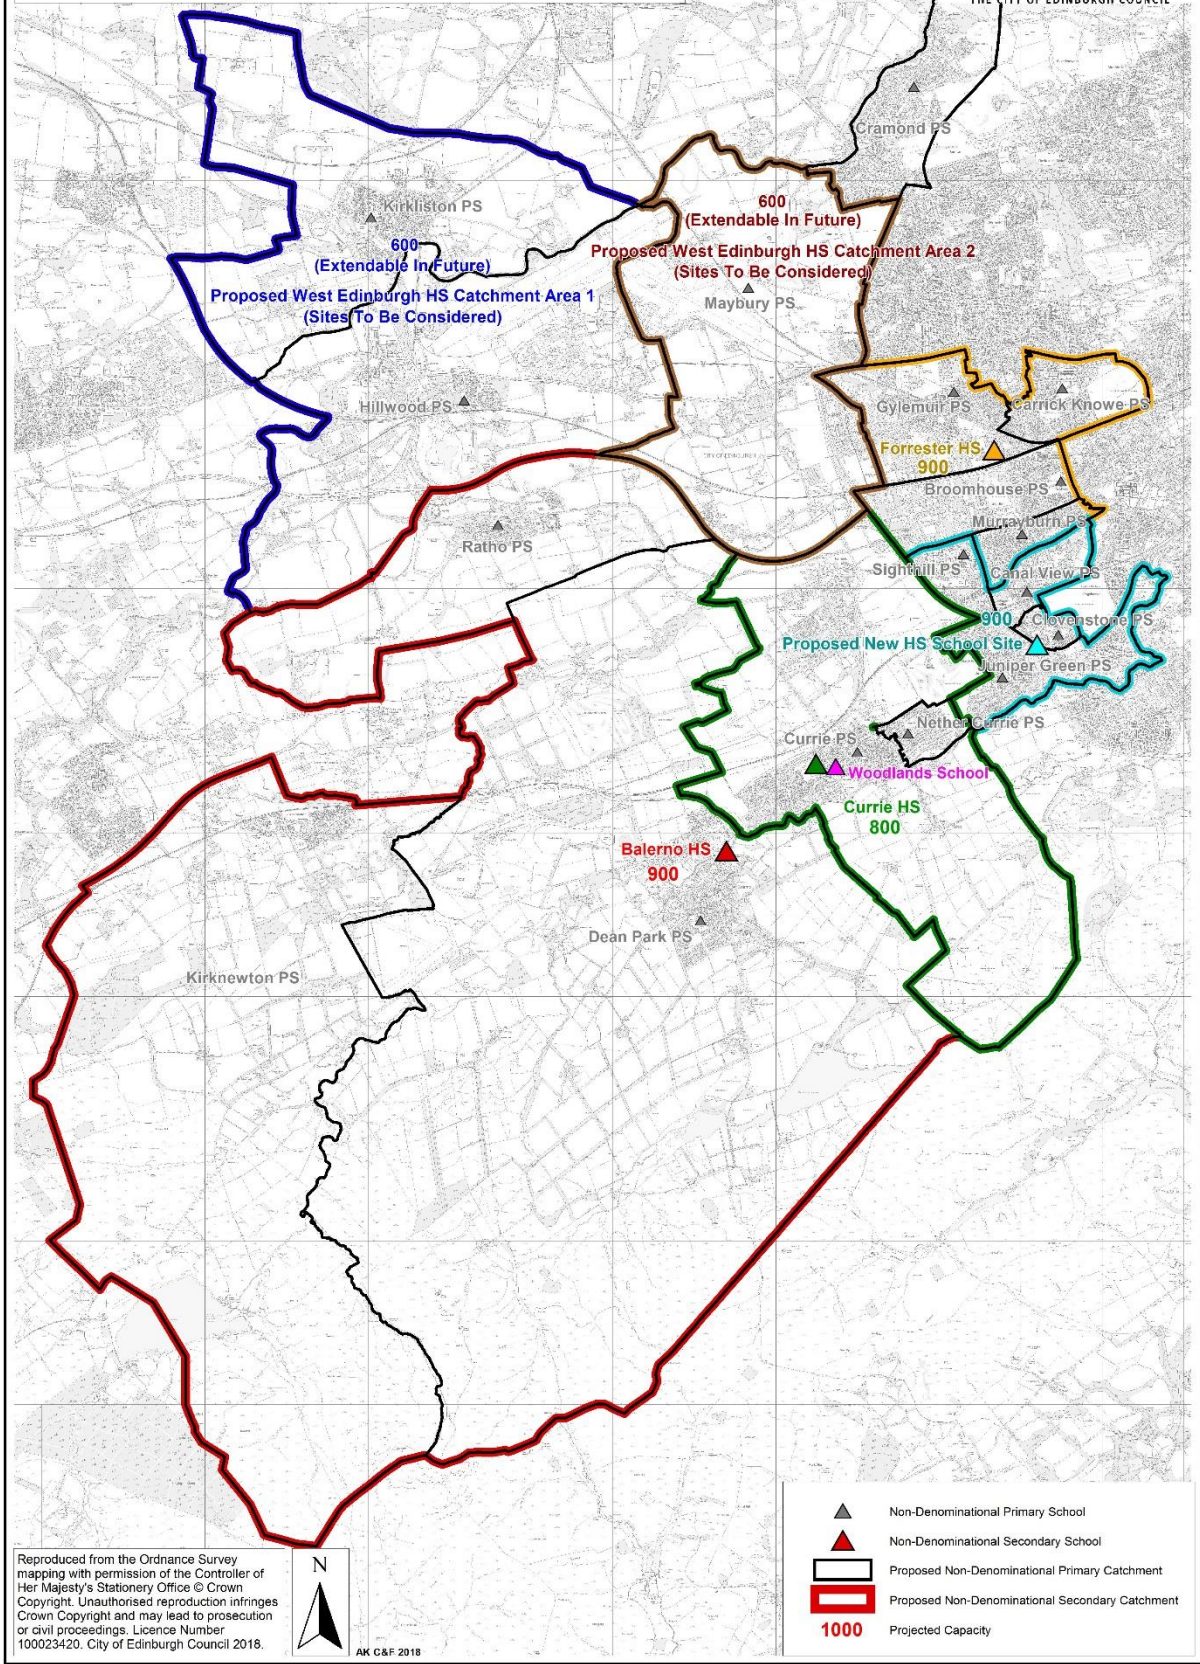 THE CITY OF EDINBURGH COUNCIL
Cramond PS
Kirkliston PS
600
(Extendable In Future)
Proposed West Edinburgh HS Catchment Area 2
(Sites To Be Considered)
Maybury PS
600
(Extendable In Future)
Proposed West Edinburgh HS Catchment Area 1
(Sites To Be Considered)
Hillwood PS
Gylemuir PS
Carrick Knowe PS
Forrester HS
900
Broomhouse PS
Murrayburn PS
Ratho PS
Sighthill PS
Canal View PS
900
Clovenstone PS
Proposed New HS School Site
Juniper Green PS
Nether Currie PS
Currie PS
Woodlands School
Currie HS
800
Balerno HS
900
Dean Park PS
Kirknewton PS
Non-Denominational Primary School
Non-Denominational Secondary School
Proposed Non-Denominational Primary Catchment
Proposed Non-Denominational Secondary Catchment
1000 Projected Capacity
Reproduced from the Ordnance Survey
mapping with permission of the Controller of
Her Majesty's Stationery Office © Crown
Copyright. Unauthorised reproduction infringes
Crown Copyright and may lead to prosecution
or civil proceedings. Licence Number
100023420. City of Edinburgh Council 2018.
N
AK C&F 2018